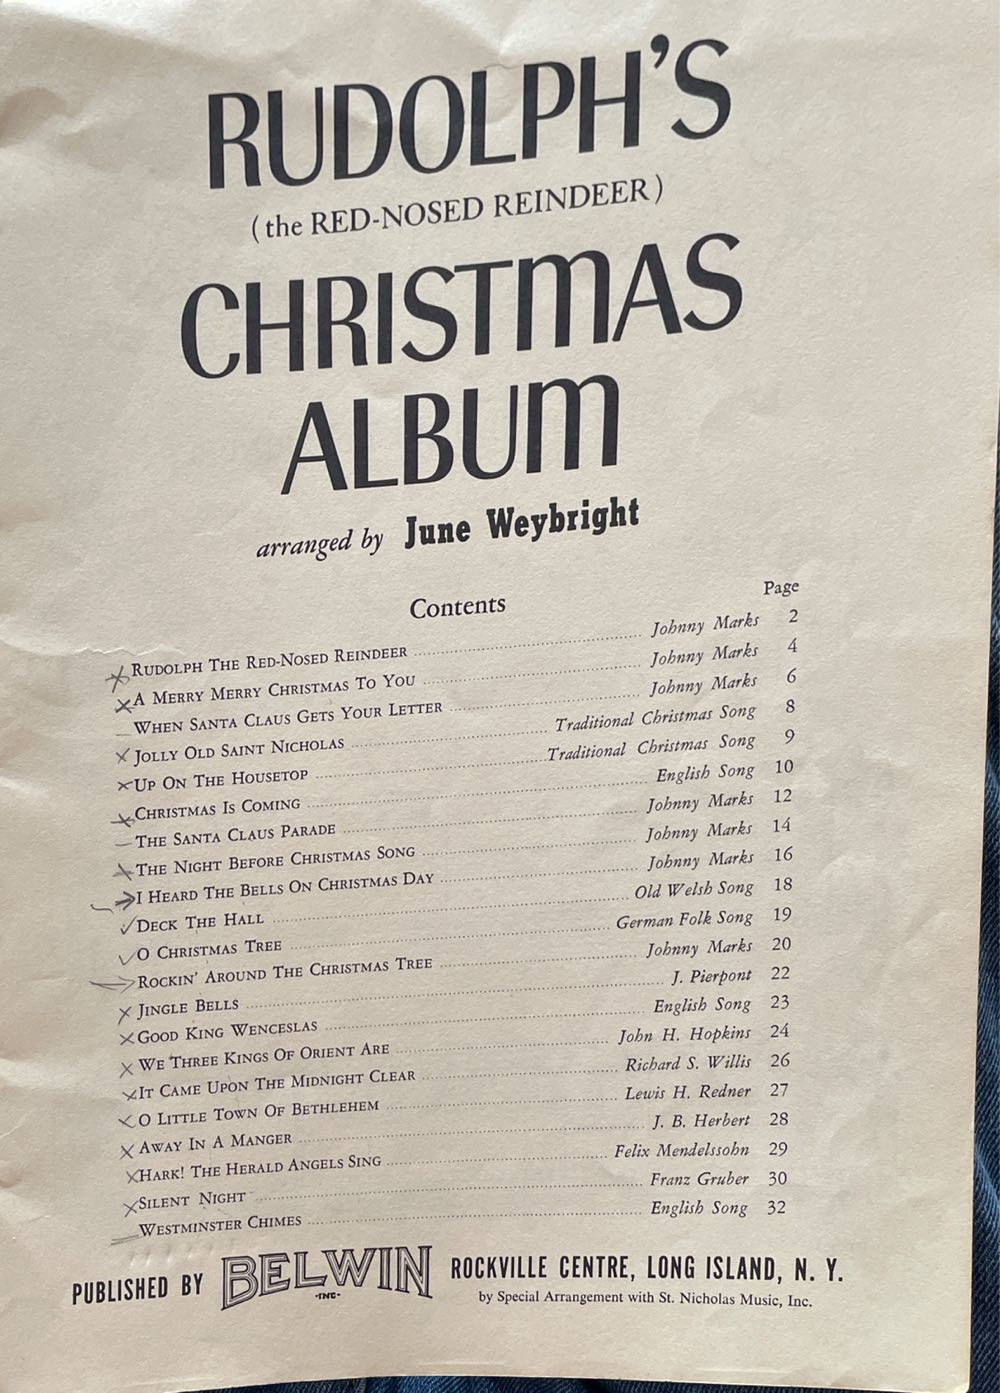 RUDOLPH'S
(the RED-NOSED REINDEER)
CHRISTMAS
ALBUM
arranged by June Weybright
Contents
Page
RUDOLPH THE RED-NOSED REINDEER ........ Johnny Marks 2
A MERRY MERRY CHRISTMAS TO YOU ........ Johnny Marks 4
WHEN SANTA CLAUS GETS YOUR LETTER ........ Johnny Marks 6
JOLLY OLD SAINT NICHOLAS ........ Traditional Christmas Song 8
UP ON THE HOUSETOP ........ Traditional Christmas Song 9
CHRISTMAS IS COMING ........ English Song 10
THE SANTA CLAUS PARADE ........ Johnny Marks 12
THE NIGHT BEFORE CHRISTMAS SONG ........ Johnny Marks 14
I HEARD THE BELLS ON CHRISTMAS DAY ........ Johnny Marks 16
DECK THE HALL ........ Old Welsh Song 18
O CHRISTMAS TREE ........ German Folk Song 19
ROCKIN' AROUND THE CHRISTMAS TREE ........ Johnny Marks 20
JINGLE BELLS ........ J. Pierpont 22
GOOD KING WENCESLAS ........ English Song 23
WE THREE KINGS OF ORIENT ARE ........ John H. Hopkins 24
IT CAME UPON THE MIDNIGHT CLEAR ........ Richard S. Willis 26
O LITTLE TOWN OF BETHLEHEM ........ Lewis H. Redner 27
AWAY IN A MANGER ........ J. B. Herbert 28
HARK! THE HERALD ANGELS SING ........ Felix Mendelssohn 29
SILENT NIGHT ........ Franz Gruber 30
WESTMINSTER CHIMES ........ English Song 32
PUBLISHED BY BELWIN -INC- ROCKVILLE CENTRE, LONG ISLAND, N. Y.
by Special Arrangement with St. Nicholas Music, Inc.